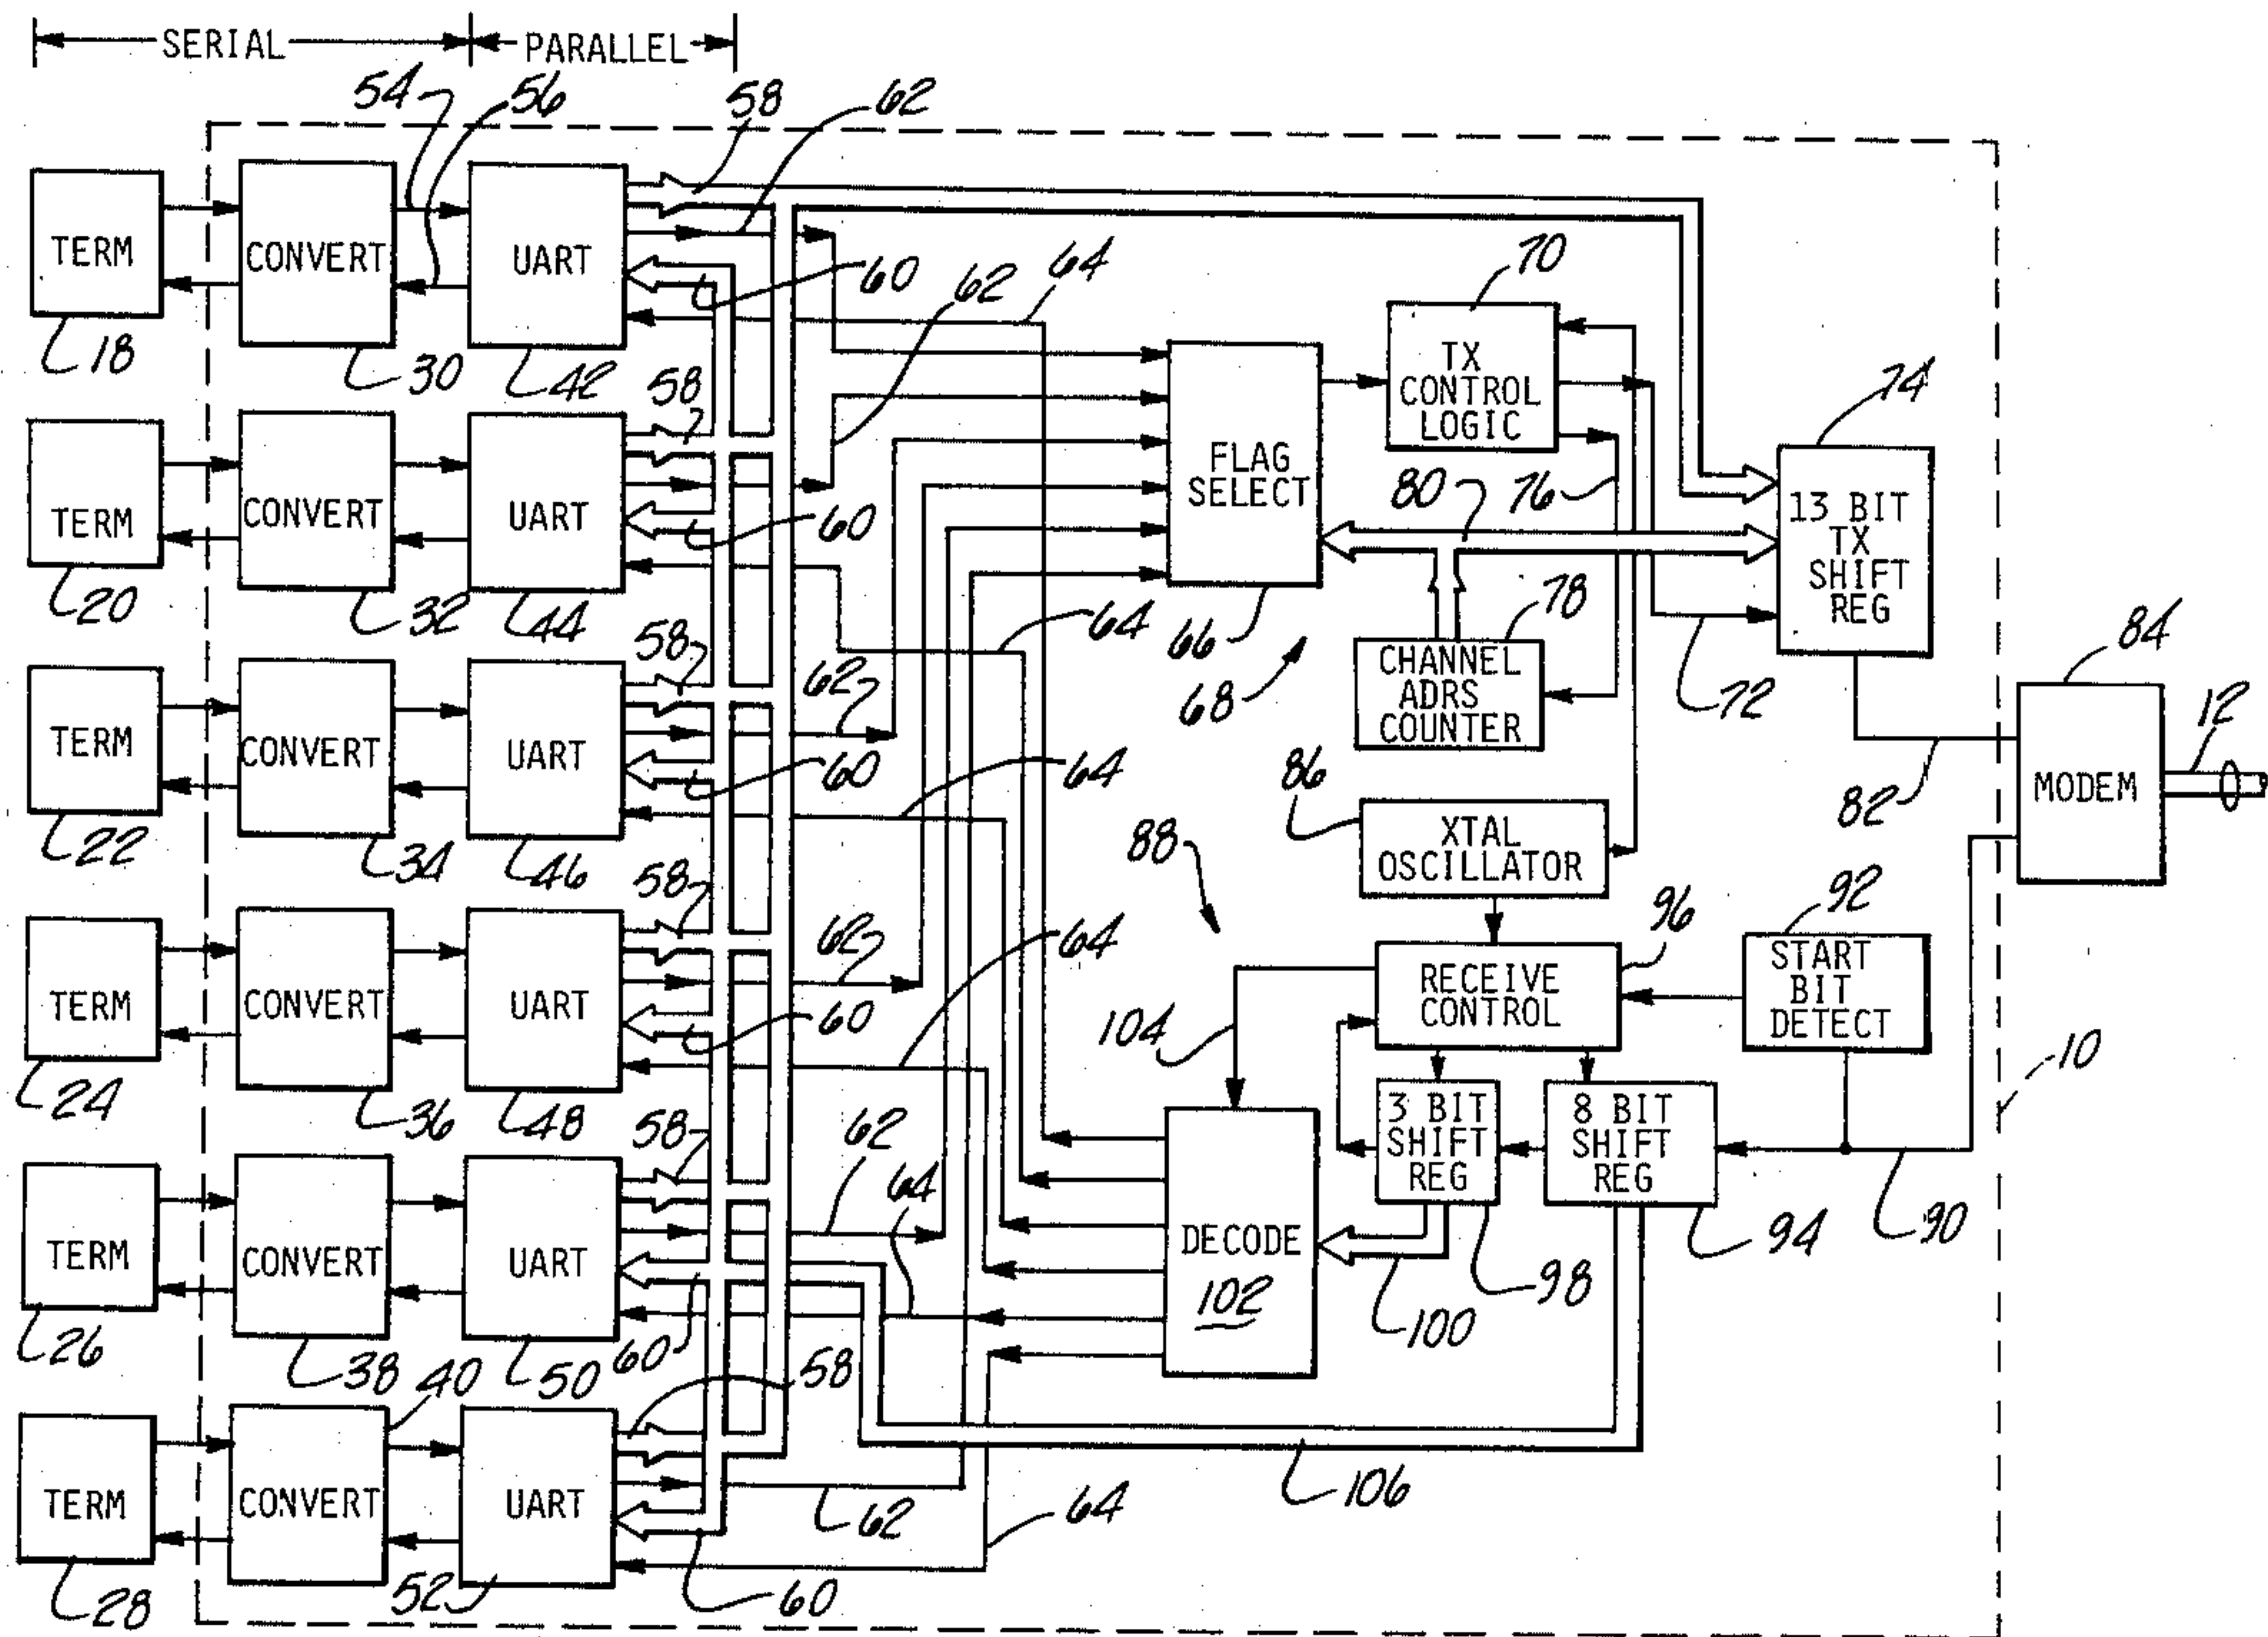 SERIAL PARALLEL
54 56 58 62
TERM CONVERT UART
18 30 42
60 62 64
58
70
TX
CONTROL
LOGIC
74
TERM CONVERT UART
20 32 44
60
58
FLAG
SELECT
66
68
80 76
13 BIT
TX
SHIFT
REG
64
78
CHANNEL
ADRS
COUNTER
72
84
12
MODEM
82
TERM CONVERT UART
22 34 46
62
60
64
58
86
XTAL
OSCILLATOR
88
92
96
START
BIT
DETECT
RECEIVE
CONTROL
TERM CONVERT UART
24 36 48
62
64
60
58
104
10
3 BIT
SHIFT
REG
8 BIT
SHIFT
REG
62
64
TERM CONVERT UART
26 38 50
60
DECODE
102
98
94
90
100
58
40
TERM CONVERT UART
28 52
62
64
60
106